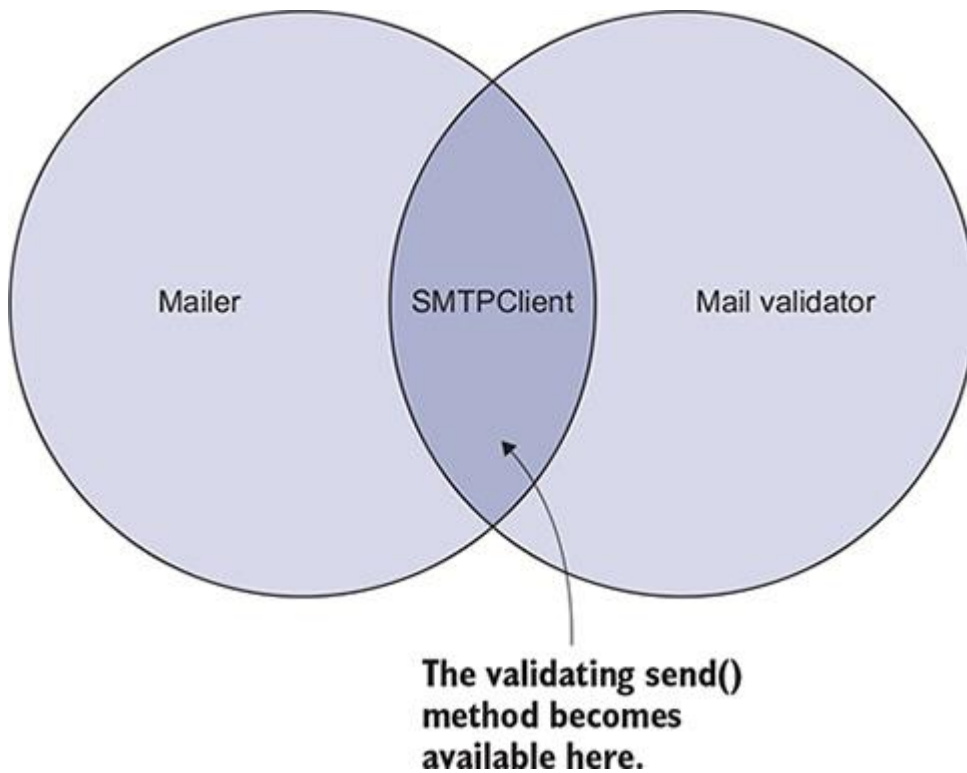 Mailer
SMTPClient
Mail validator
The validating send()
method becomes
available here.